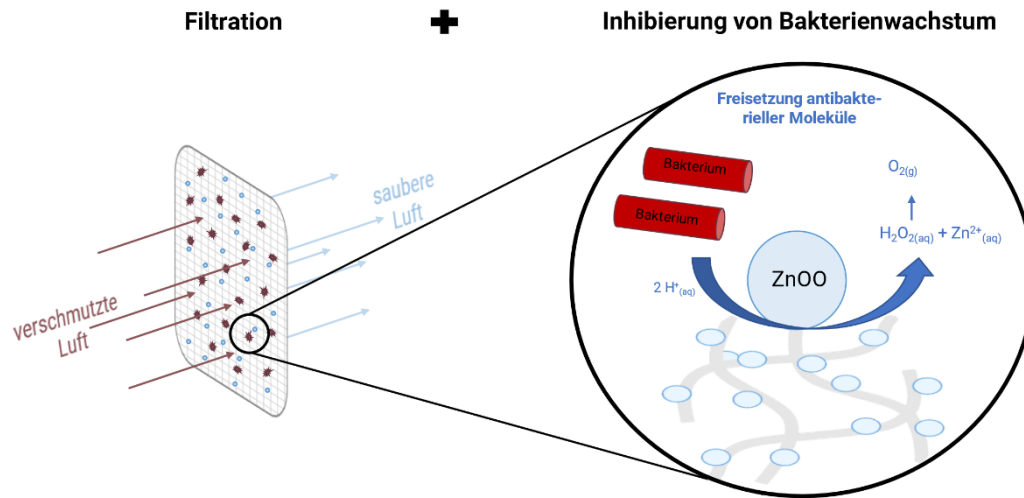 Filtration
+
Inhibierung von Bakterienwachstum
Freisetzung antibakte-
rieller Moleküle
Bakterium
Bakterium
O2(g)
H2O2(aq) + Zn2+(aq)
2 H+(aq)
ZnOO
saubere
Luft
verschmutzte
Luft